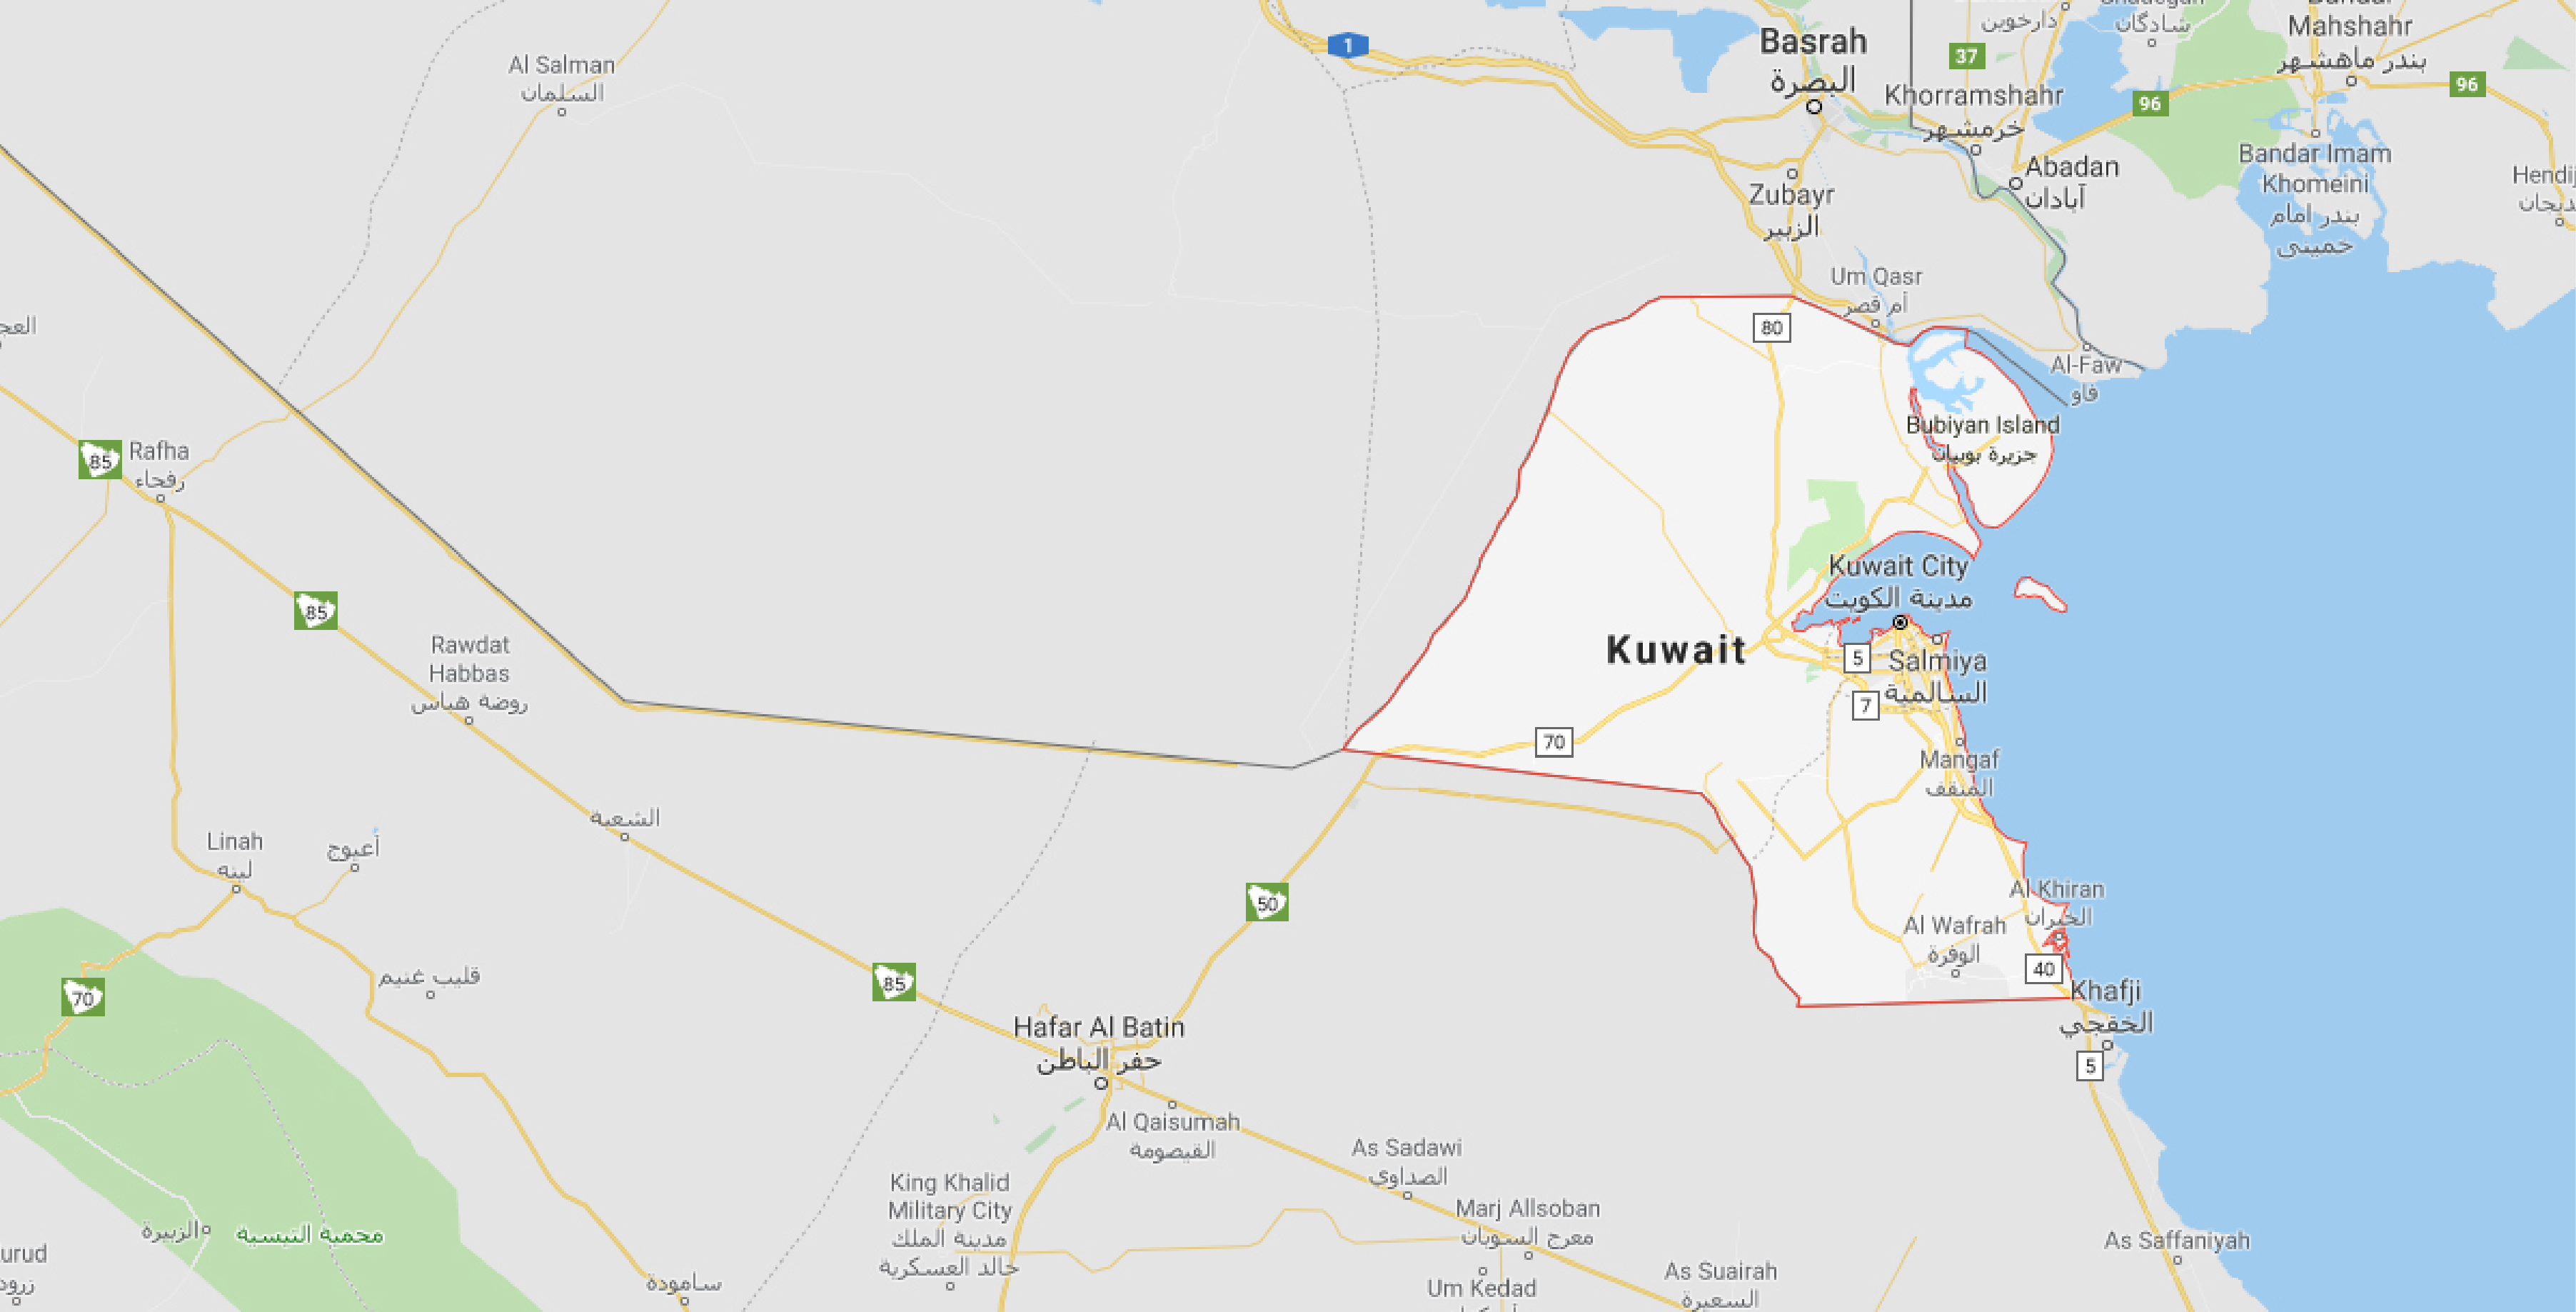 Al Salman
السلمان
1
Basrah
البصرة
37
دارخوين
شادگان
Mahshahr
بندر ماهشهر
96
96
Khorramshahr
خرمشهر
Abadan
آبادان
Bandar Imam
Khomeini
بندر امام
خمینی
Zubayr
الزبير
Um Qasr
أم قصر
80
Al-Faw
فاو
Bubiyan Island
جزيرة بوبيان
85
Rafha
رفحاء
85
Rawdat
Habbas
روضة هباس
Kuwait City
مدينة الكويت
Kuwait
5
Salmiya
السالمية
7
70
Mangaf
المنقف
الشعبة
Linah
لينه
أعيوج
50
Al Khiran
الخيران
Al Wafrah
الوفرة
40
85
قليب غنيم
70
Khafji
الخفجي
5
Hafar Al Batin
حفر الباطن
Al Qaisumah
القيصومة
As Sadawi
الصداوي
King Khalid
Military City
مدينة الملك
خالد العسكرية
Marj Allsoban
معرج السوبان
الزبيرة
محمية التيسية
As Saffaniyah
سامودة
Um Kedad
As Suairah
السعيرة